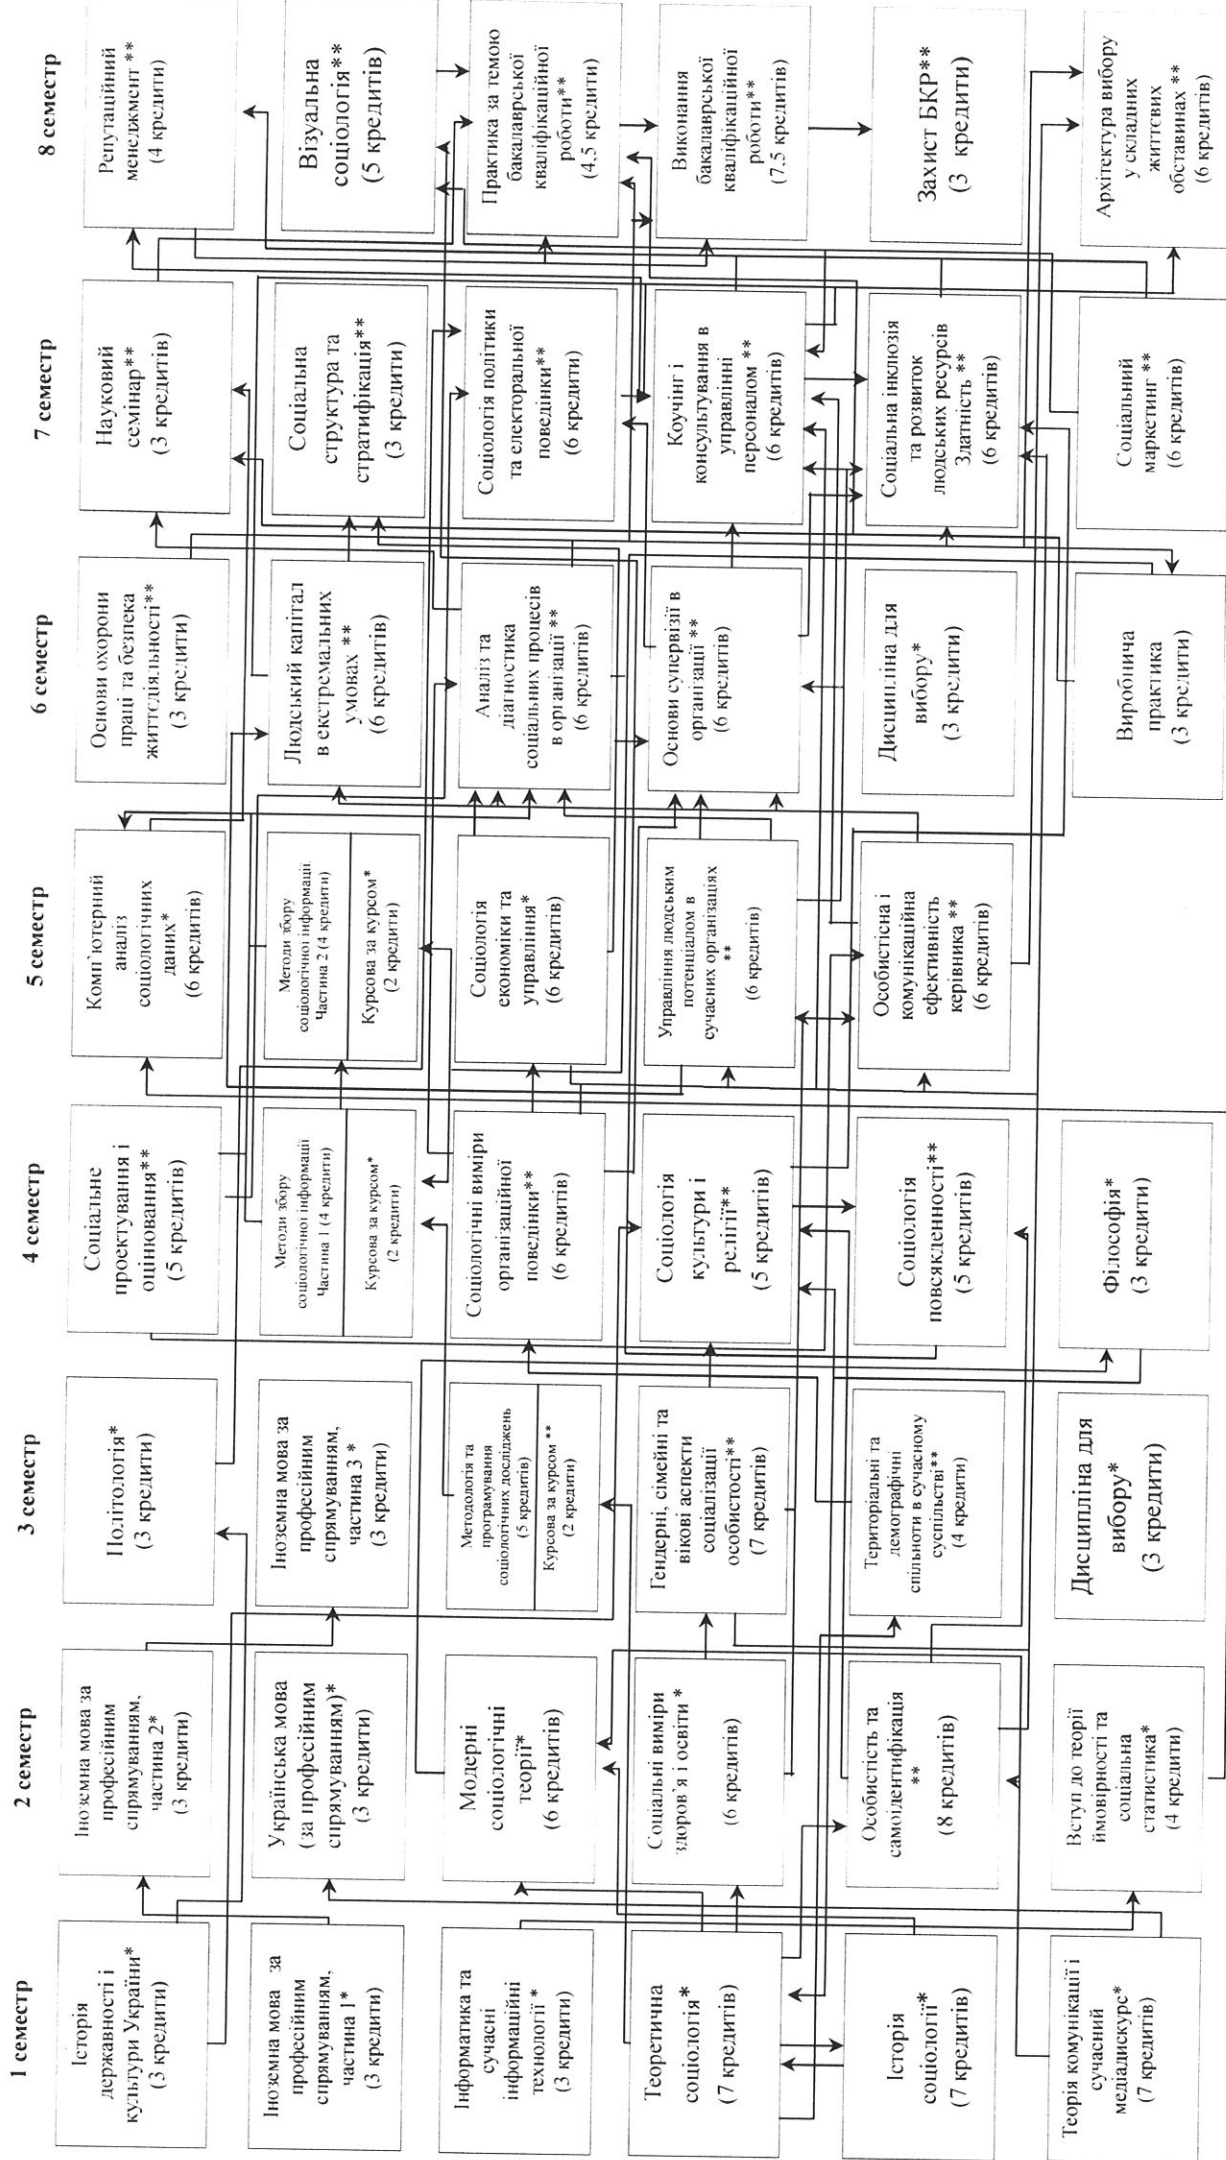 1 семестр
Історія
державності і
культури України*
(3 кредити)
Іноземна мова за
професійним
спрямуванням,
частина 1*
(3 кредити)
Інформатика та
сучасні
інформаційні
технології *
(3 кредити)
Теоретична
соціологія*
(7 кредитів)
Історія
соціології*
(7 кредитів)
Теорія комунікації і
сучасний
медіадискурс*
(7 кредитів)
2 семестр
Іноземна мова за
професійним
спрямуванням,
частина 2*
(3 кредити)
Українська мова
(за професійним
спрямуванням)*
(3 кредити)
Модерні
соціологічні
теорії*
(6 кредитів)
Соціальні виміри
здоров`я і освіти *
(6 кредитів)
Особистість та
самоідентифікація
**
(8 кредитів)
Вступ до теорії
ймовірності та
соціальна
статистика*
(4 кредити)
3 семестр
Політологія*
(3 кредити)
Іноземна мова за
професійним
спрямуванням,
частина 3 *
(3 кредити)
Методологія та
програмування
соціологічних досліджень
(5 кредитів)
Курсова за курсом **
(2 кредити)
Гендерні, сімейні та
вікові аспекти
соціалізації
особистості**
(7 кредитів)
Територіальні та
демографічні
спільноти в сучасному
суспільстві**
(4 кредити)
Дисципліна для
вибору*
(3 кредити)
4 семестр
Соціальне
проектування і
оцінювання**
(5 кредитів)
Методи збору
соціологічної інформації.
Частина 1 (4 кредити)
Курсова за курсом*
(2 кредити)
Соціологічні виміри
організаційної
поведінки**
(6 кредитів)
Соціологія
культури і
релігії**
(5 кредитів)
Соціологія
повсякденності**
(5 кредитів)
Філософія*
(3 кредити)
5 семестр
Комп`ютерний
аналіз
соціологічних
даних*
(6 кредитів)
Методи збору
соціологічної інформації.
Частина 2 (4 кредити)
Курсова за курсом*
(2 кредити)
Соціологія
економіки та
управління*
(6 кредитів)
Управління людським
потенціалом в
сучасних організаціях
**
(6 кредитів)
Особистісна і
комунікаційна
ефективність
керівника **
(6 кредитів)
6 семестр
Основи охорони
праці та безпека
життєдіяльності**
(3 кредити)
Людський капітал
в екстремальних
умовах **
(6 кредитів)
Аналіз та
діагностика
соціальних процесів
в організації **
(6 кредитів)
Основи супервізії в
організації **
(6 кредитів)
Дисципліна для
вибору*
(3 кредити)
Виробнича
практика
(3 кредити)
7 семестр
Науковий
семінар**
(3 кредитів)
Соціальна
структура та
стратифікація**
(3 кредити)
Соціологія політики
та електоральної
поведінки**
(6 кредитів)
Коучінг і
консультування в
управлінні
персоналом **
(6 кредитів)
Соціальна інклюзія
та розвиток
людських ресурсів
Здатність **
(6 кредитів)
Соціальний
маркетинг **
(6 кредитів)
8 семестр
Репутаційний
менеджмент **
(4 кредити)
Візуальна
соціологія**
(5 кредитів)
Практика за темою
бакалаврської
кваліфікаційної
роботи**
(4.5 кредити)
Виконання
бакалаврської
кваліфікаційної
роботи**
(7.5 кредити)
Захист БКР**
(3 кредити)
Архітектура вибору
у складних
життєвих
обставинах **
(6 кредитів)